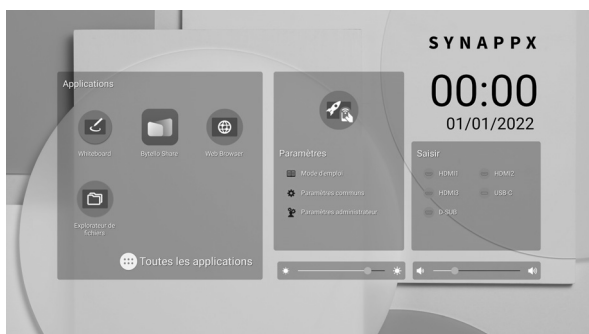 SYNAPPX
00:00
01/01/2022
Applications
Whiteboard
Bytello Share
Web Browser
Explorateur de
fichiers
Toutes les applications
Paramètres
Mode d'emploi
Paramètres communs
Paramètres administrateur
Saisir
HDMI1
HDMI2
HDMI3
USB-C
D-SUB